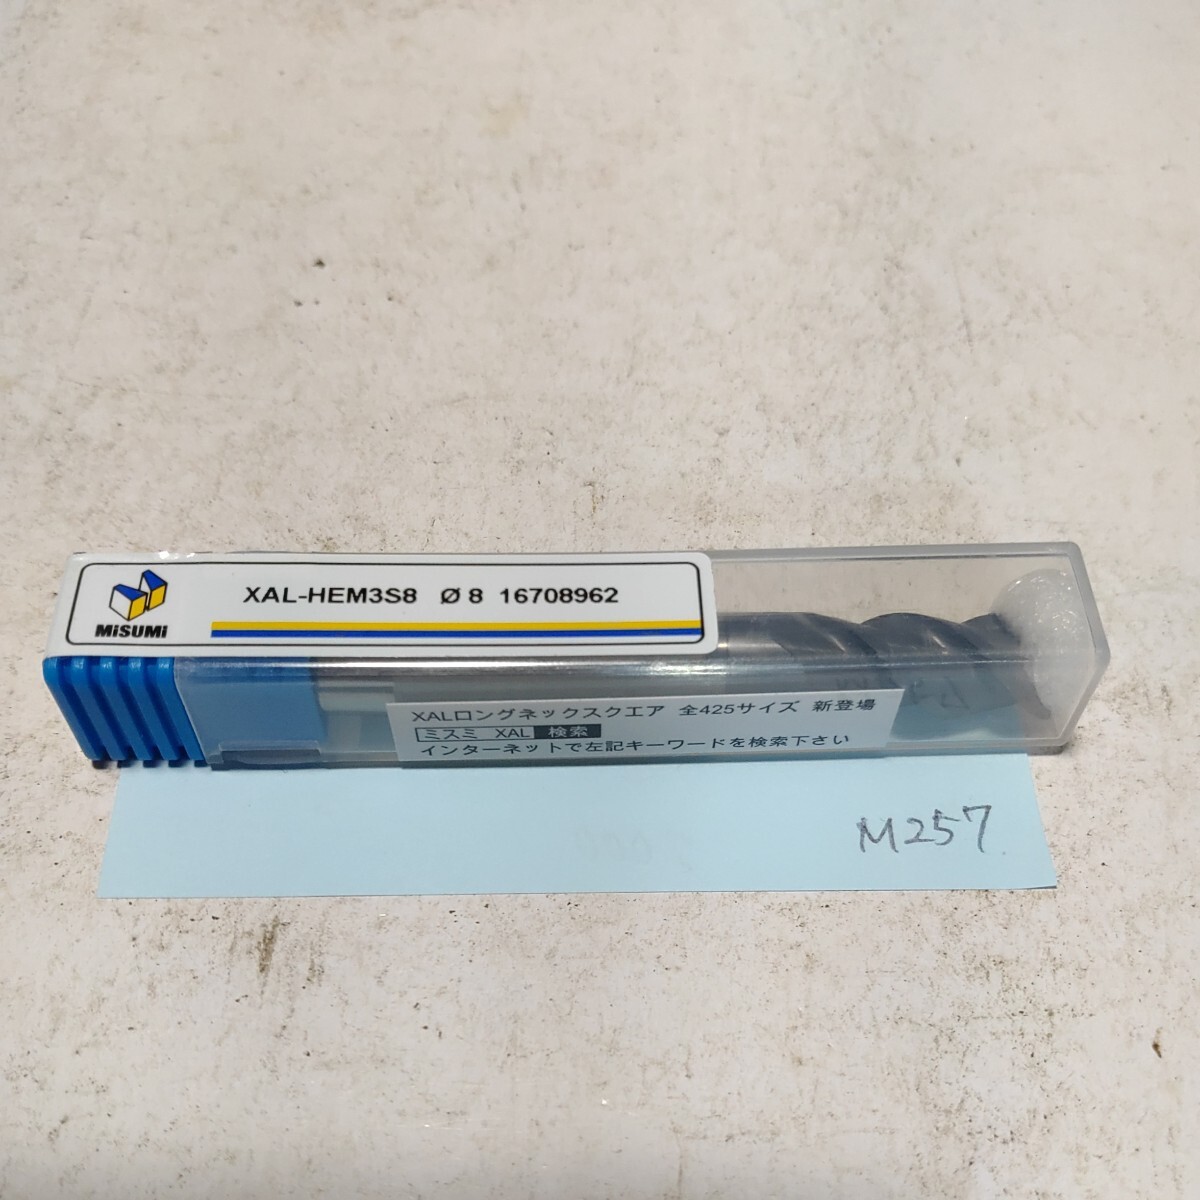 XAL-HEM3S8 Ø 8 16708962
MiSUMi
XALロングネックスクエア 全425サイズ 新登場
ミスミ XAL 検索
インターネットで左記キーワードを検索下さい
M257